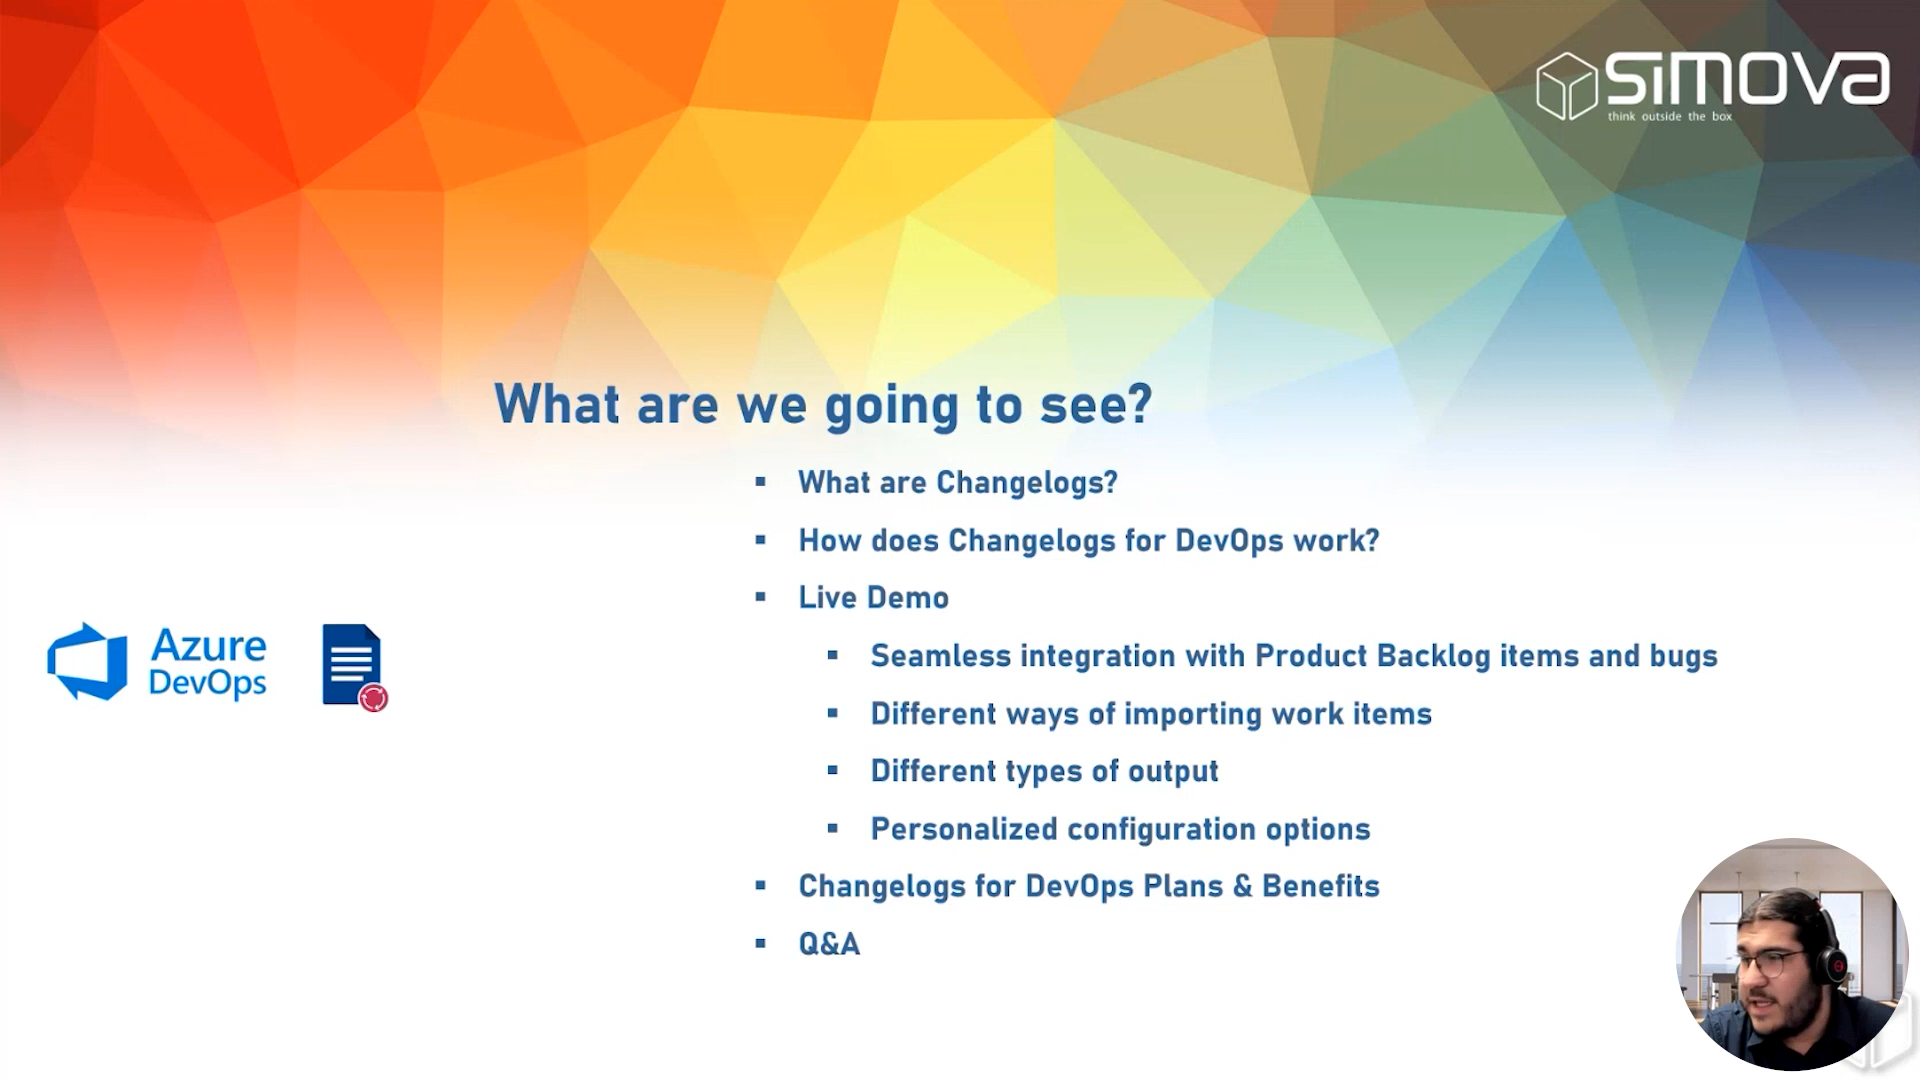 simova
think outside the box
What are we going to see?
▪ What are Changelogs?
▪ How does Changelogs for DevOps work?
▪ Live Demo
▪ Seamless integration with Product Backlog items and bugs
▪ Different ways of importing work items
▪ Different types of output
▪ Personalized configuration options
▪ Changelogs for DevOps Plans & Benefits
▪ Q&A
Azure
DevOps